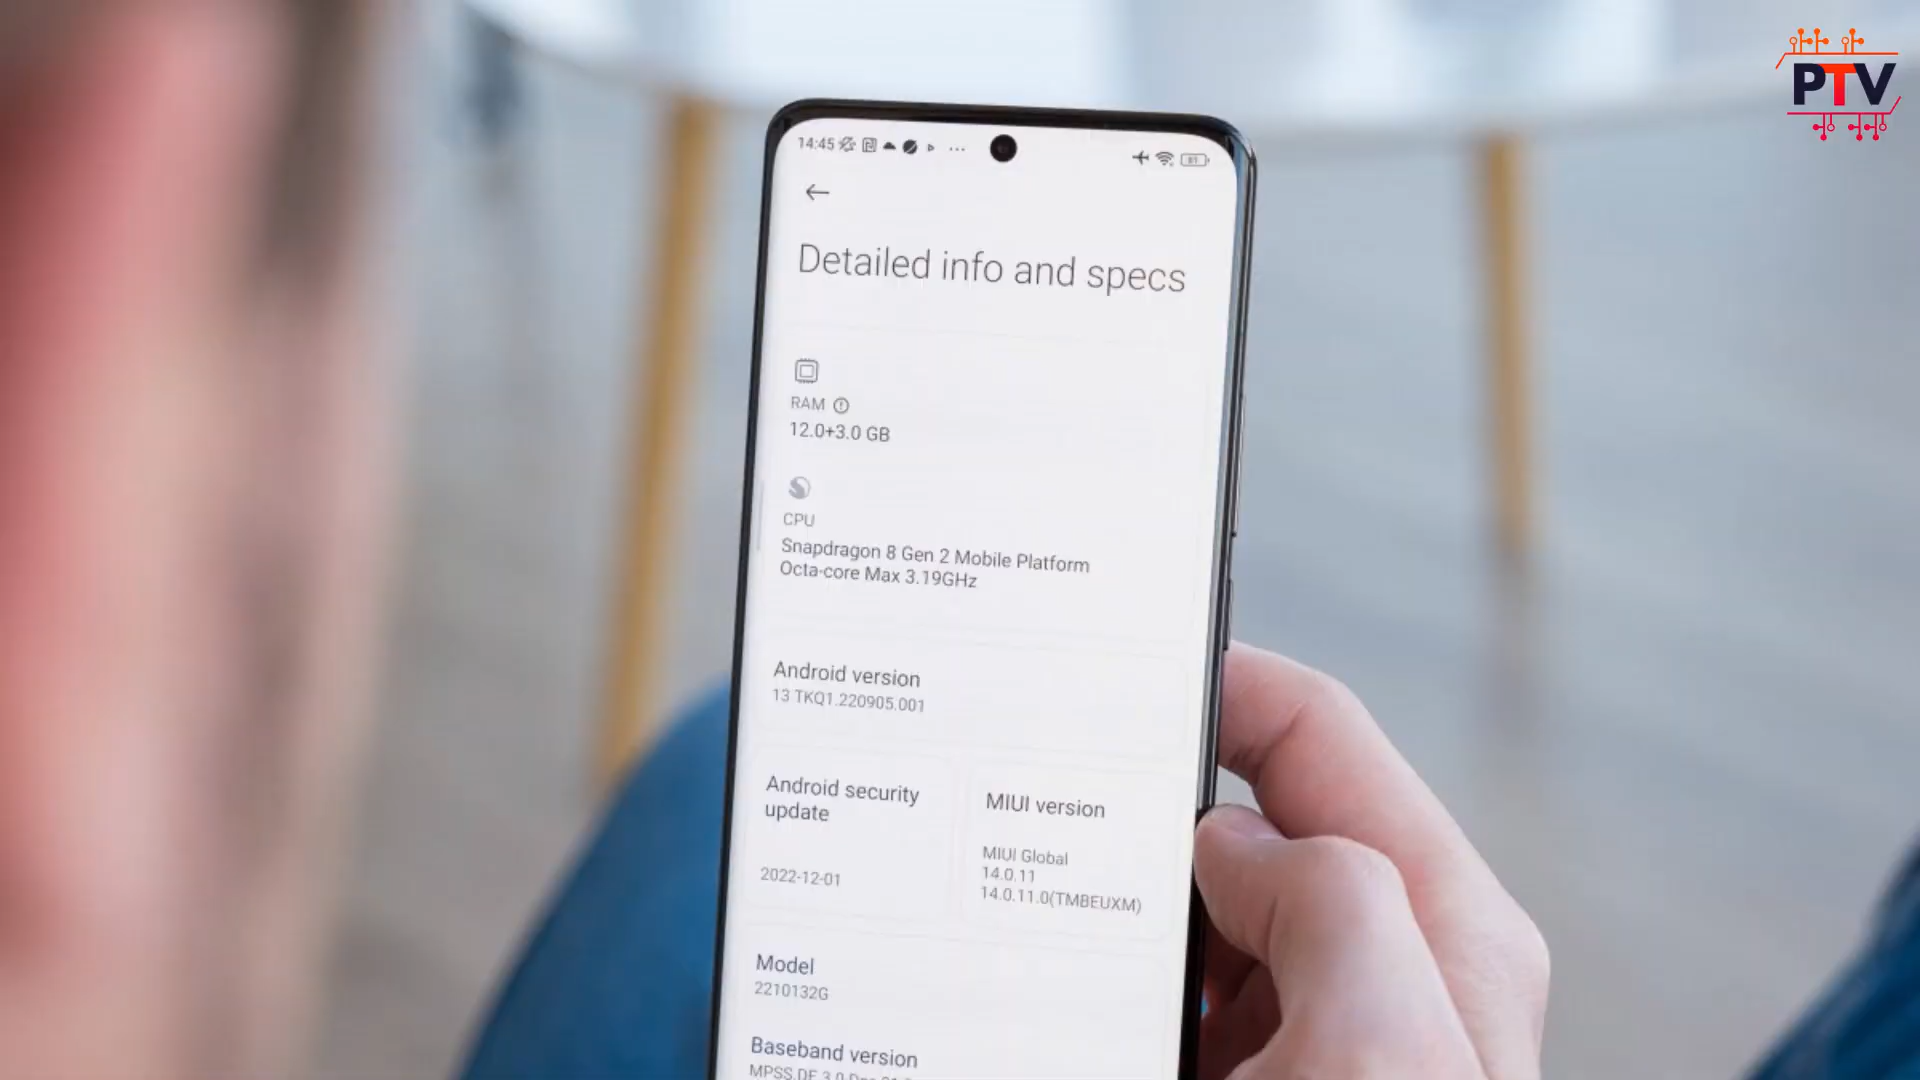 PTV
14:45
81
Detailed info and specs
RAM
12.0+3.0 GB
CPU
Snapdragon 8 Gen 2 Mobile Platform
Octa-core Max 3.19GHz
Android version
13 TKQ1.220905.001
Android security
update
2022-12-01
MIUI version
MIUI Global
14.0.11
14.0.11.0(TMBEUXM)
Model
2210132G
Baseband version